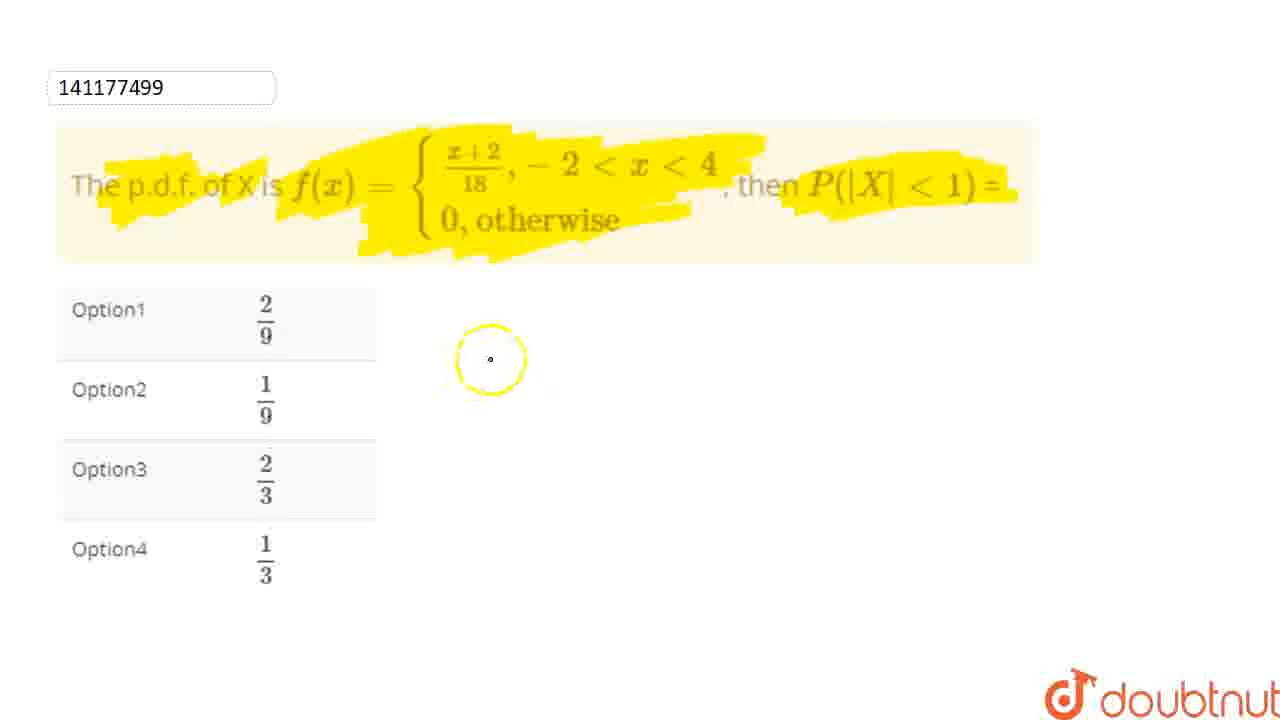 141177499
The p.d.f. of X is f(x) = { x+2/18, −2 < x < 4 , then P(|X| < 1) =
0, otherwise
Option1 2/9
Option2 1/9
Option3 2/3
Option4 1/3
doubtnut